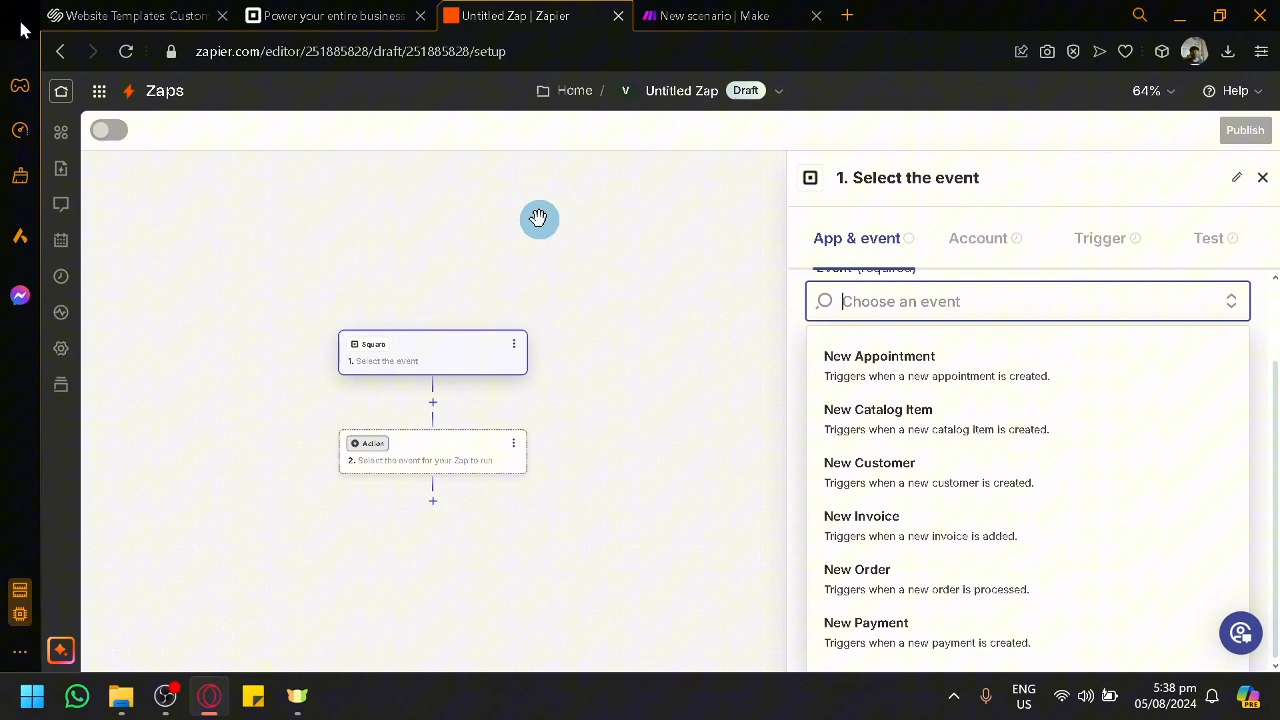 Website Templates: Custom
Power your entire business
Untitled Zap | Zapier
New scenario | Make
zapier.com/editor/251885828/draft/251885828/setup
Zaps
Home /
V
Untitled Zap
Draft
64%
Help
Publish
1. Select the event
App & event
Account
Trigger
Test
Event (required)
Choose an event
New Appointment
Triggers when a new appointment is created.
New Catalog Item
Triggers when a new catalog item is created.
New Customer
Triggers when a new customer is created.
New Invoice
Triggers when a new invoice is added.
New Order
Triggers when a new order is processed.
New Payment
Triggers when a new payment is created.
Square
1. Select the event
Action
2. Select the event for your Zap to run
ENG
US
5:38 pm
05/08/2024
PRE